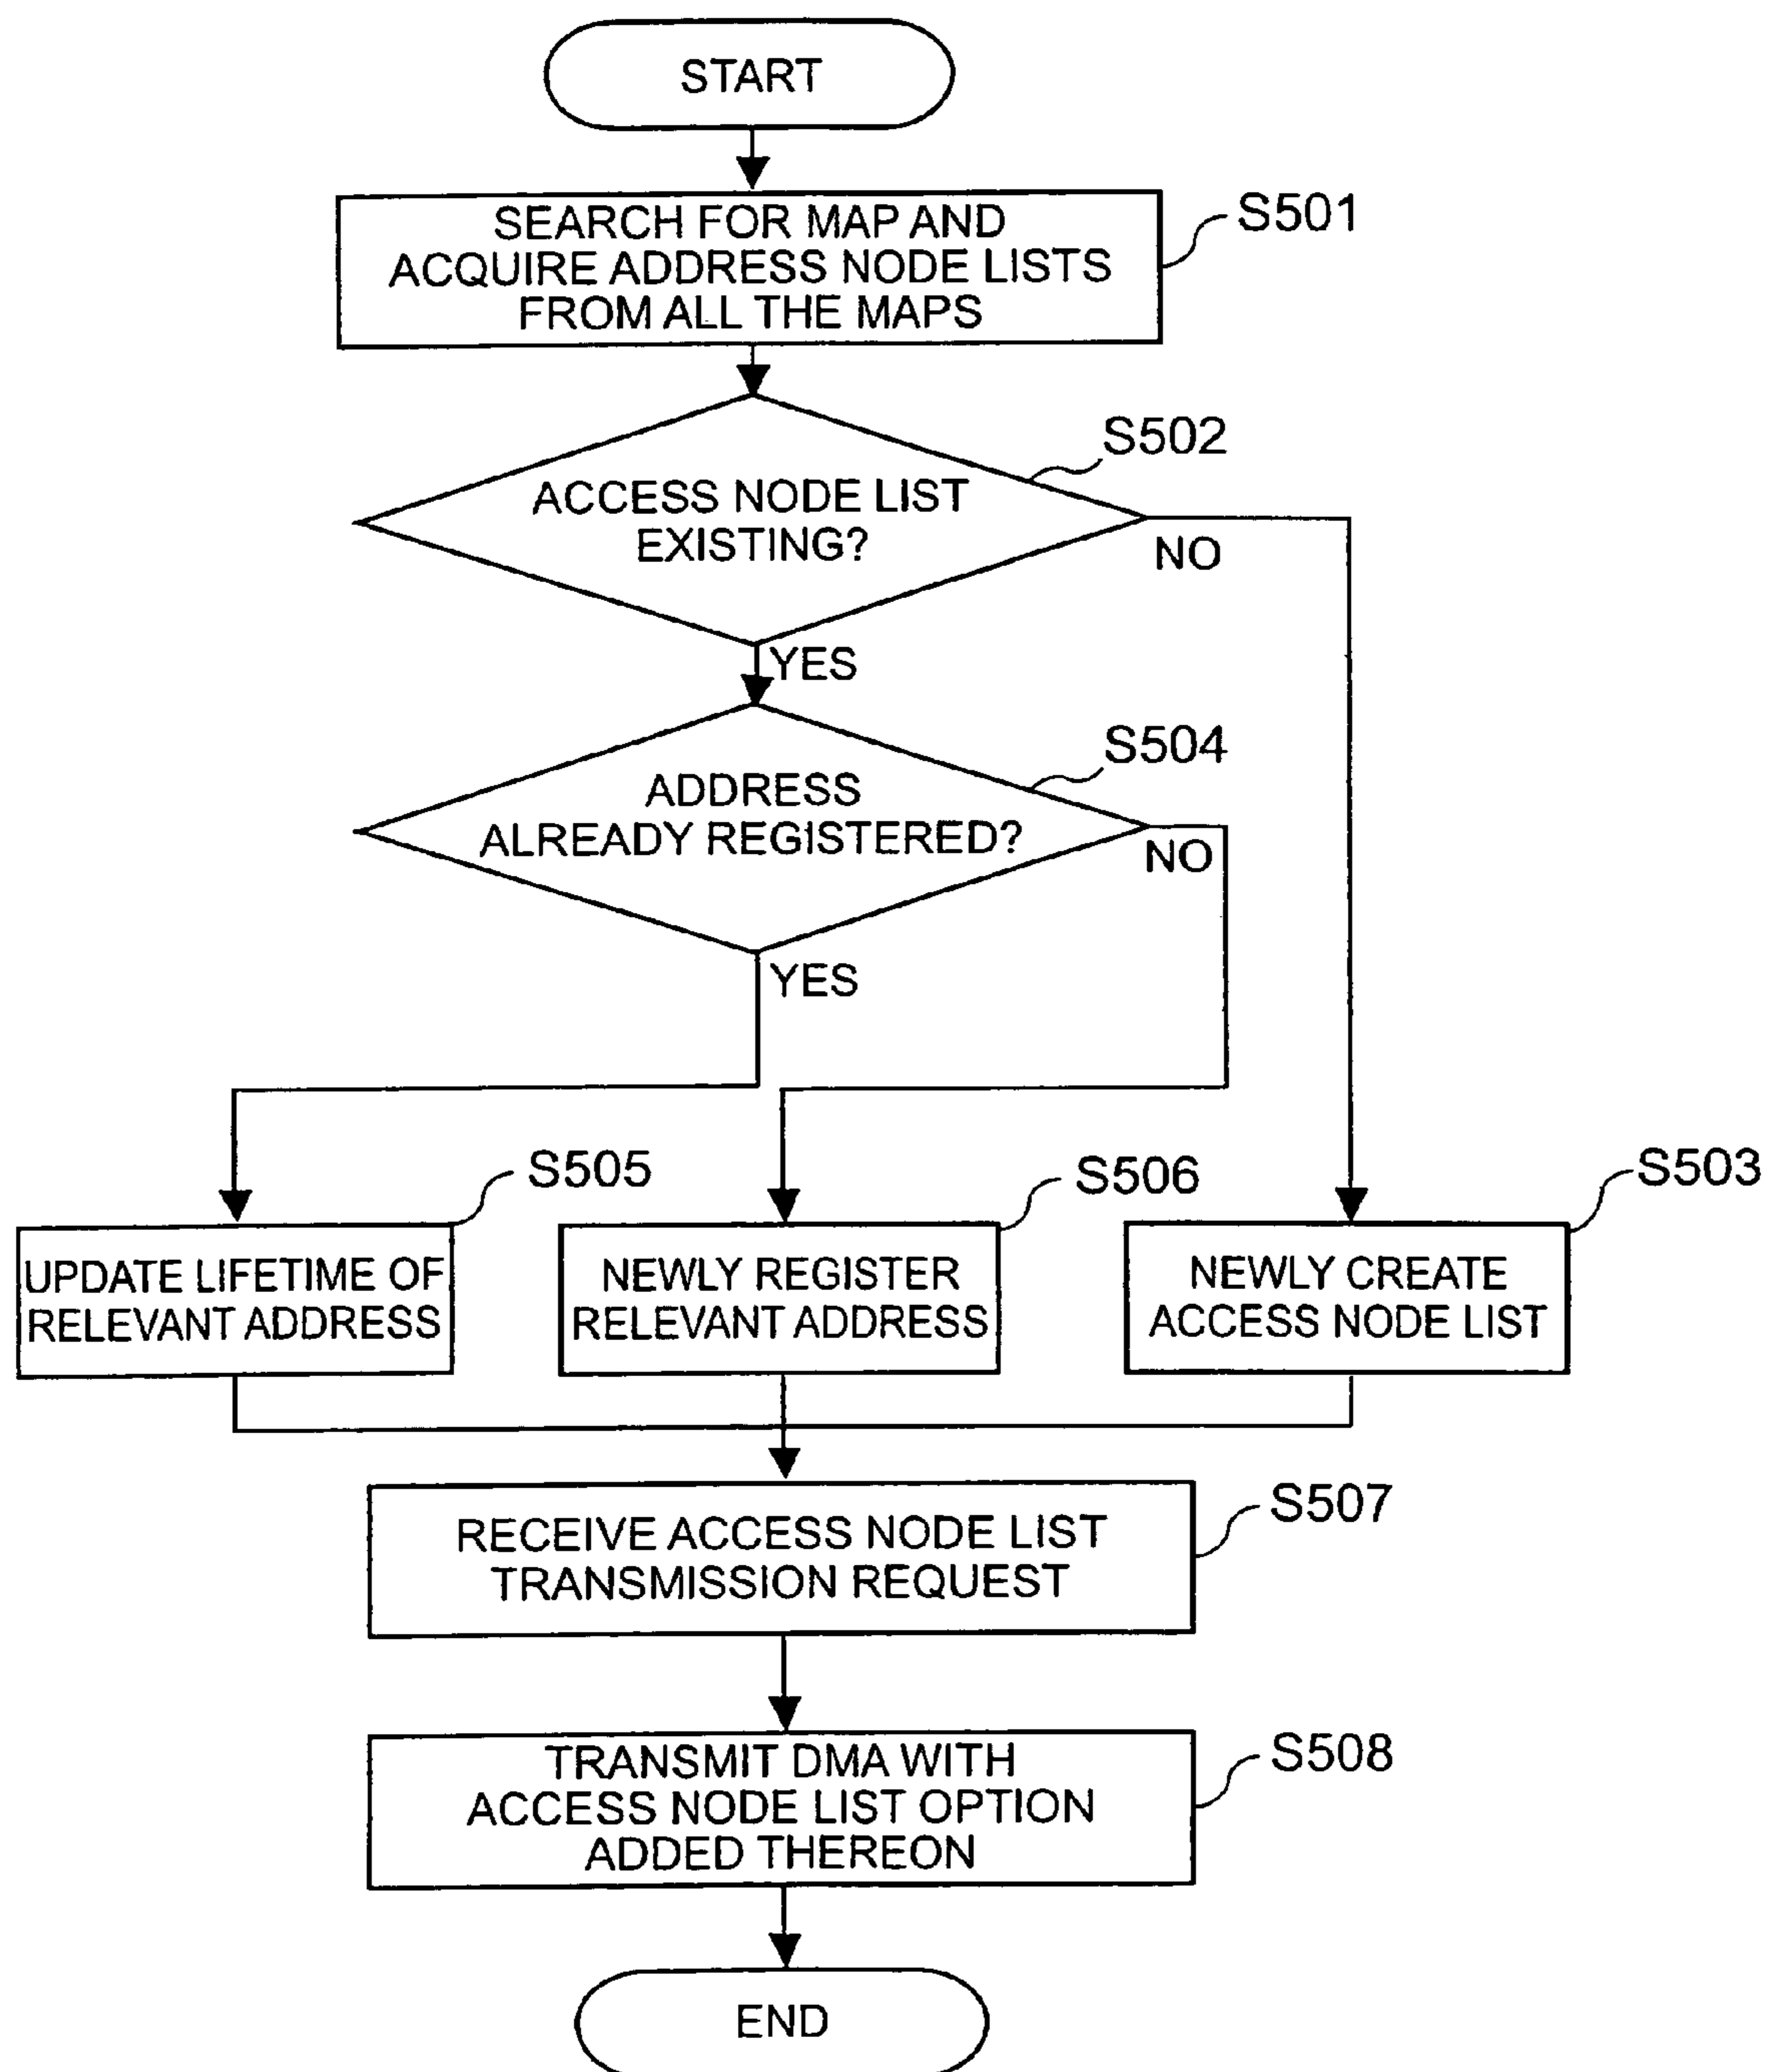 START
SEARCH FOR MAP AND
ACQUIRE ADDRESS NODE LISTS
FROM ALL THE MAPS
S501
ACCESS NODE LIST
EXISTING?
S502
NO
YES
ADDRESS
ALREADY REGISTERED?
S504
NO
YES
UPDATE LIFETIME OF
RELEVANT ADDRESS
S505
NEWLY REGISTER
RELEVANT ADDRESS
S506
NEWLY CREATE
ACCESS NODE LIST
S503
RECEIVE ACCESS NODE LIST
TRANSMISSION REQUEST
S507
TRANSMIT DMA WITH
ACCESS NODE LIST OPTION
ADDED THEREON
S508
END